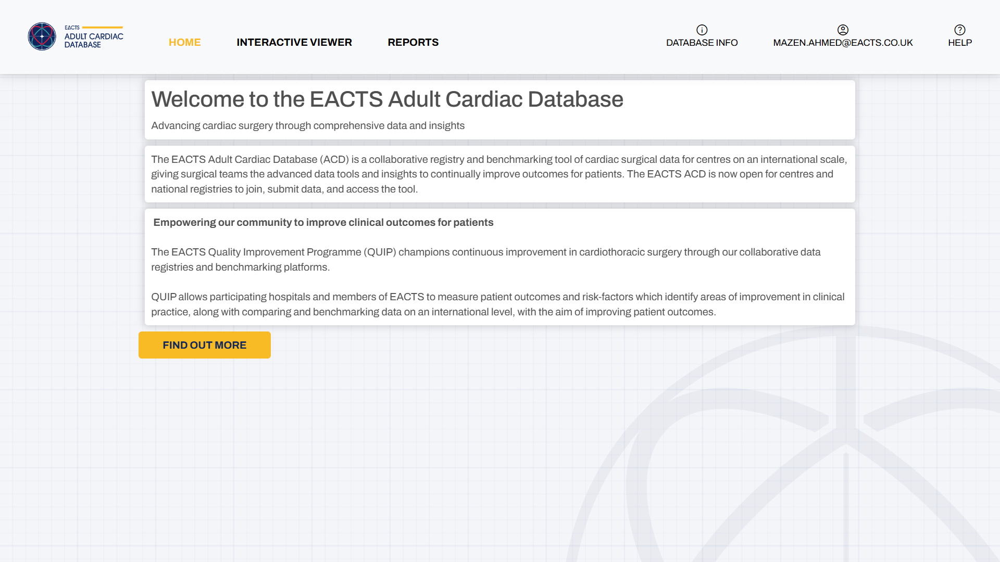 EACTS
ADULT CARDIAC
DATABASE
HOME
INTERACTIVE VIEWER
REPORTS
DATABASE INFO
MAZEN.AHMED@EACTS.CO.UK
HELP
Welcome to the EACTS Adult Cardiac Database
Advancing cardiac surgery through comprehensive data and insights
The EACTS Adult Cardiac Database (ACD) is a collaborative registry and benchmarking tool of cardiac surgical data for centres on an international scale,
giving surgical teams the advanced data tools and insights to continually improve outcomes for patients. The EACTS ACD is now open for centres and
national registries to join, submit data, and access the tool.
Empowering our community to improve clinical outcomes for patients
The EACTS Quality Improvement Programme (QUIP) champions continuous improvement in cardiothoracic surgery through our collaborative data
registries and benchmarking platforms.
QUIP allows participating hospitals and members of EACTS to measure patient outcomes and risk-factors which identify areas of improvement in clinical
practice, along with comparing and benchmarking data on an international level, with the aim of improving patient outcomes.
FIND OUT MORE